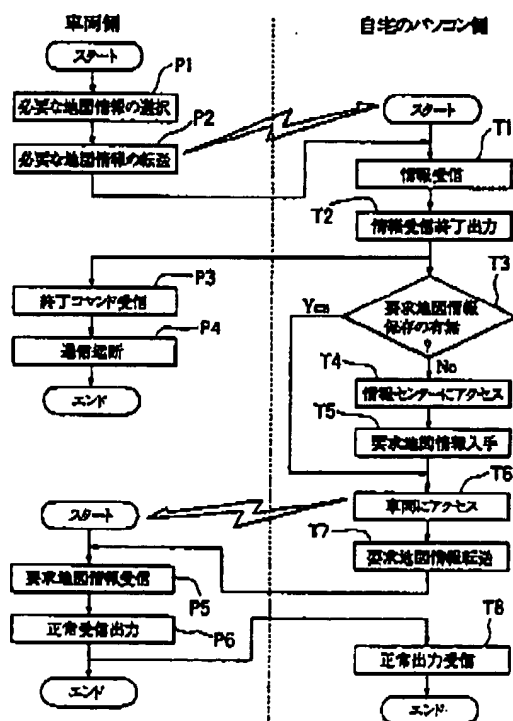 車両側
自宅のパソコン側
スタート
P1
必要な地図情報の選択
P2
必要な地図情報の転送
スタート
T1
情報受信
T2
情報受信終了出力
P3
終了コマンド受信
P4
通信遮断
エンド
T3
要求地図情報
保存の有無
?
Yes
No
T4
情報センターにアクセス
T5
要求地図情報入手
T6
車両にアクセス
T7
要求地図情報転送
スタート
要求地図情報受信
P5
正常受信出力
P6
エンド
T8
正常出力受信
エンド